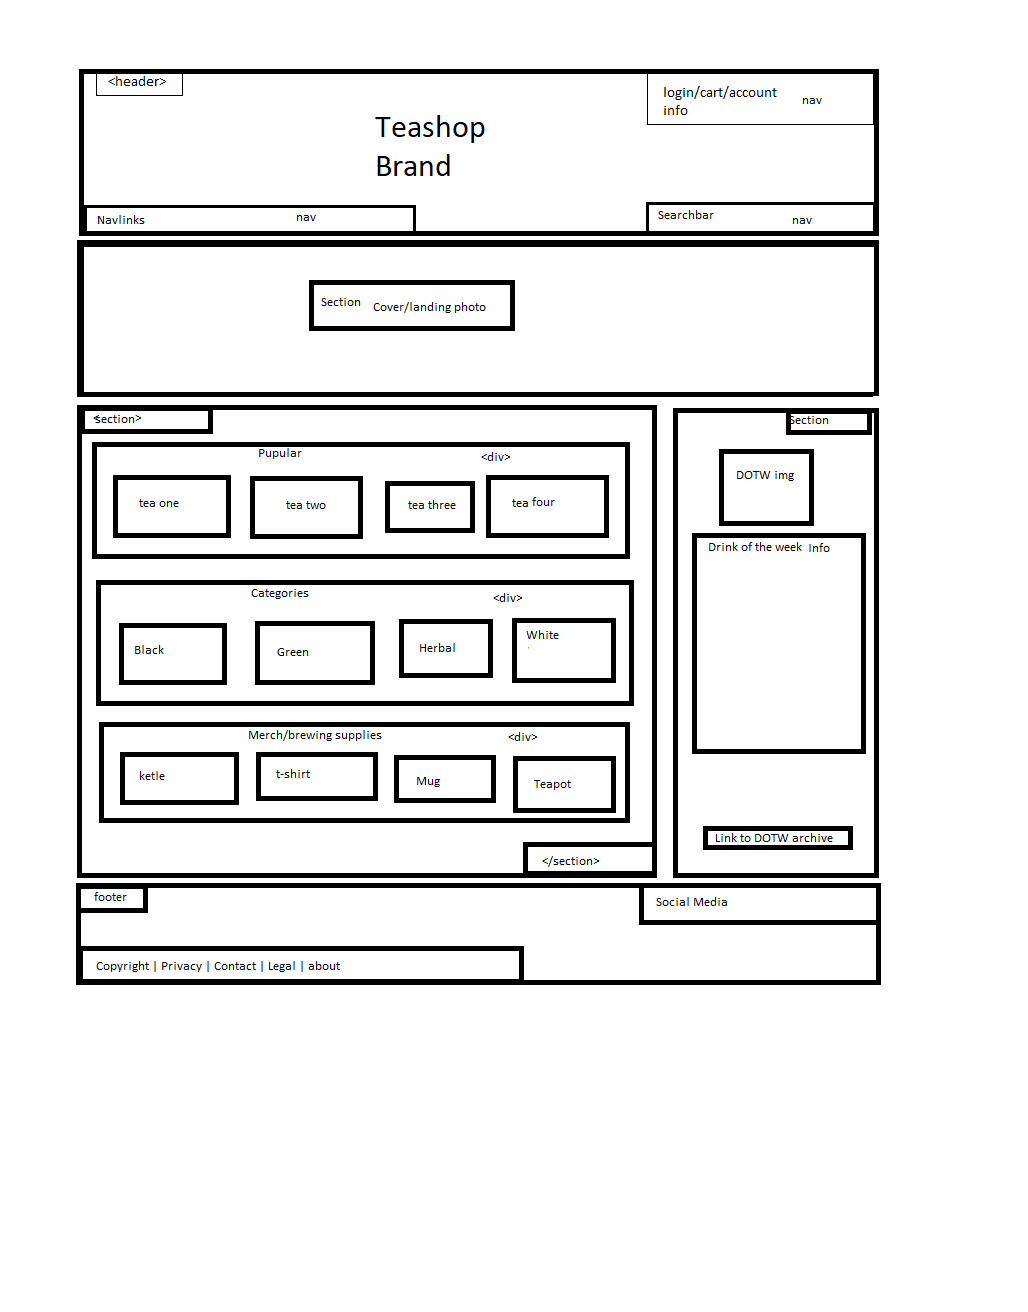 <header>
login/cart/account nav
info
Teashop
Brand
Navlinks nav
Searchbar nav
Section Cover/landing photo
<section>
Pupular <div>
tea one tea two tea three tea four
Categories <div>
Black Green Herbal White
Merch/brewing supplies <div>
ketle t-shirt Mug Teapot
</section>
Section
DOTW img
Drink of the week Info
Link to DOTW archive
footer
Social Media
Copyright | Privacy | Contact | Legal | about